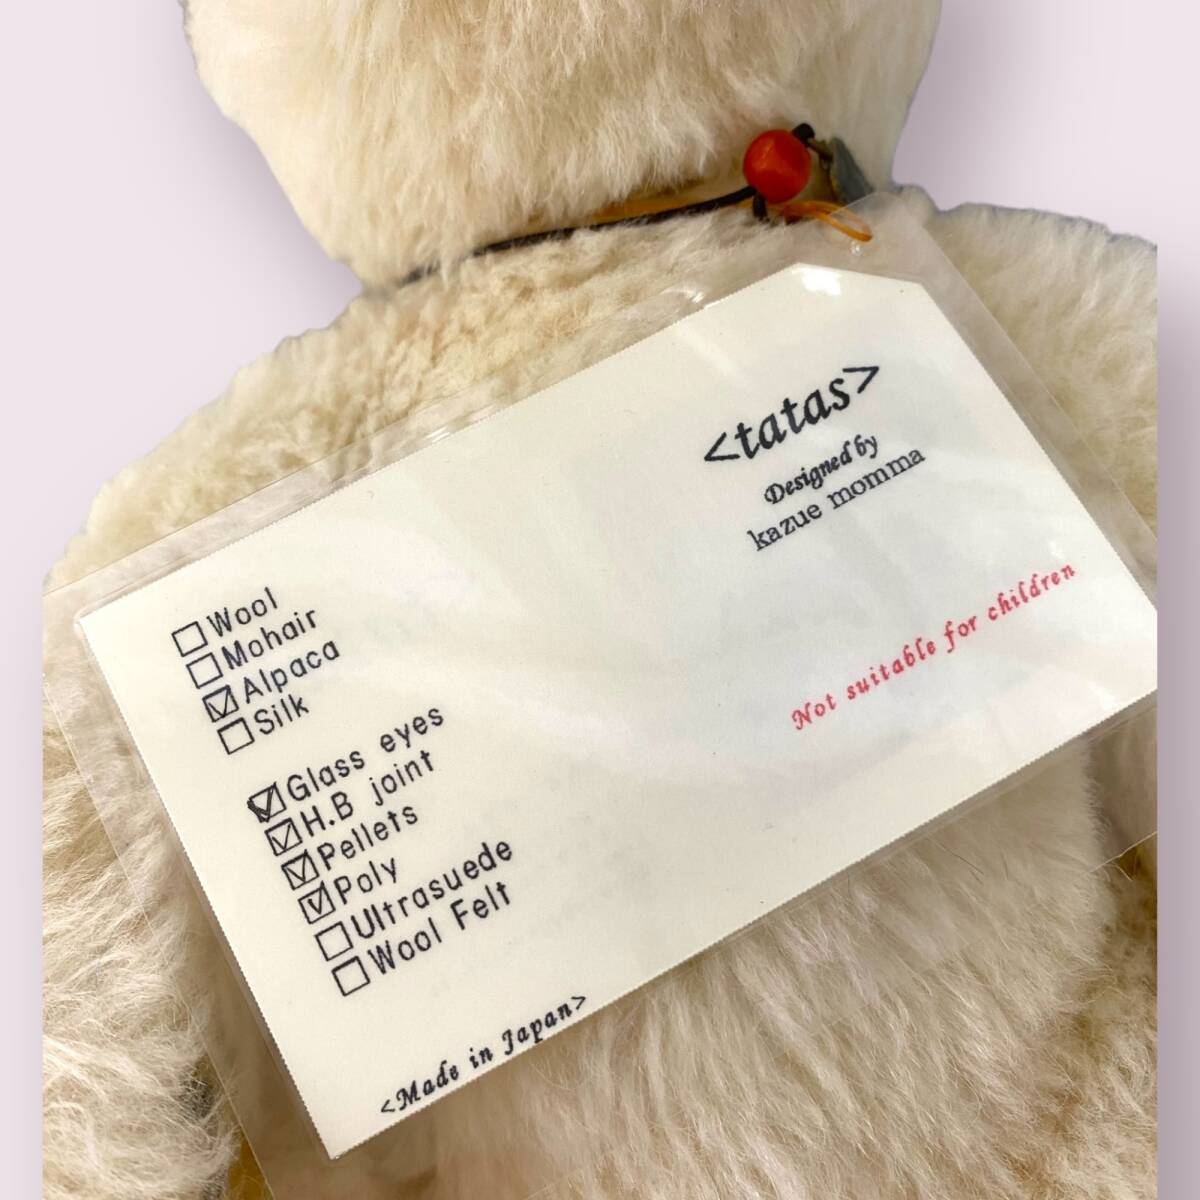 <tatas>
Designed by
kazue momma
Not suitable for children
Wool
Mohair
Alpaca
Silk
Glass eyes
H.B joint
Pellets
Poly
Ultrasuede
Wool Felt
<Made in Japan>